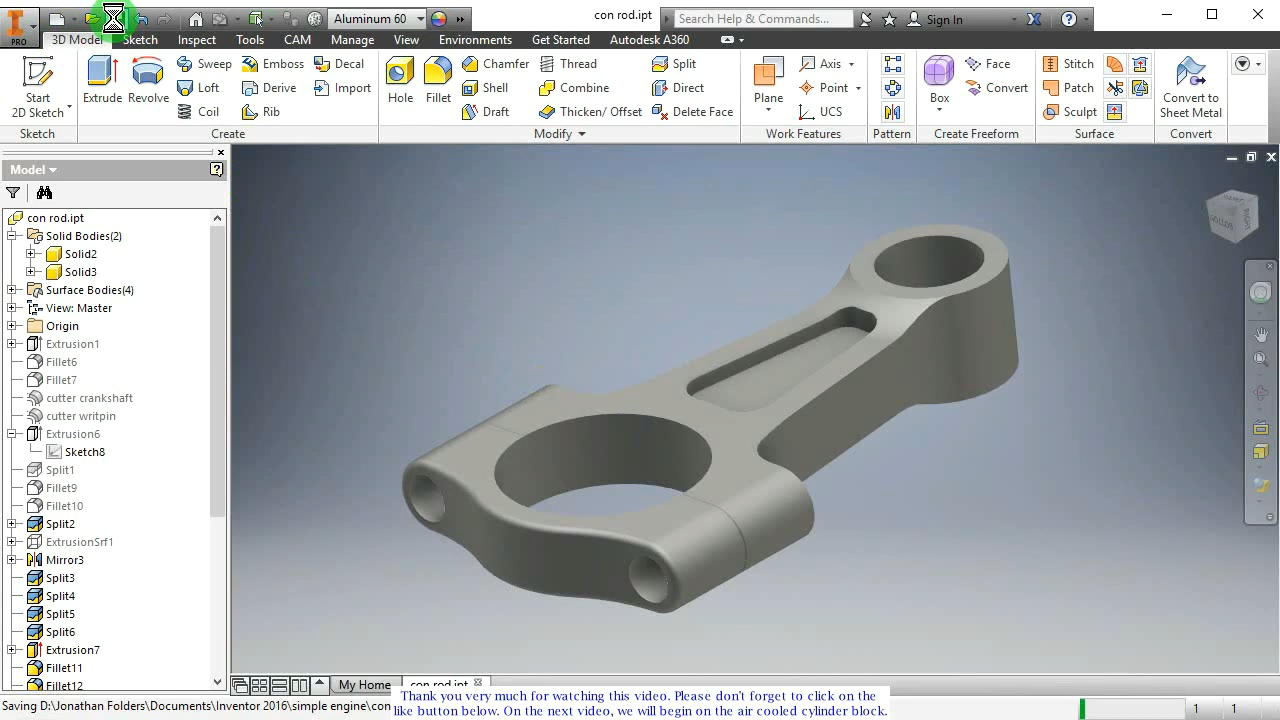 PRO
Aluminum 60
con rod.ipt
Search Help & Commands...
Sign In
3D Model Sketch Inspect Tools CAM Manage View Environments Get Started Autodesk A360
Start
2D Sketch
Extrude
Revolve
Sweep
Loft
Coil
Emboss
Derive
Rib
Decal
Import
Hole
Fillet
Chamfer
Shell
Draft
Thread
Combine
Thicken/ Offset
Split
Direct
Delete Face
Plane
Axis
Point
UCS
Box
Face
Convert
Stitch
Patch
Sculpt
Convert to
Sheet Metal
Sketch Create Modify Work Features Pattern Create Freeform Surface Convert
Model
con rod.ipt
Solid Bodies(2)
Solid2
Solid3
Surface Bodies(4)
View: Master
Origin
Extrusion1
Fillet6
Fillet7
cutter crankshaft
cutter writpin
Extrusion6
Sketch8
Split1
Fillet9
Fillet10
Split2
ExtrusionSrf1
Mirror3
Split3
Split4
Split5
Split6
Extrusion7
Fillet11
Fillet12
BOTTOM
RIGHT
My Home
con rod.ipt
Thank you very much for watching this video. Please don't forget to click on the
like button below. On the next video, we will begin on the air cooled cylinder block.
Saving D:\Jonathan Folders\Documents\Inventor 2016\simple engine\co
1 1